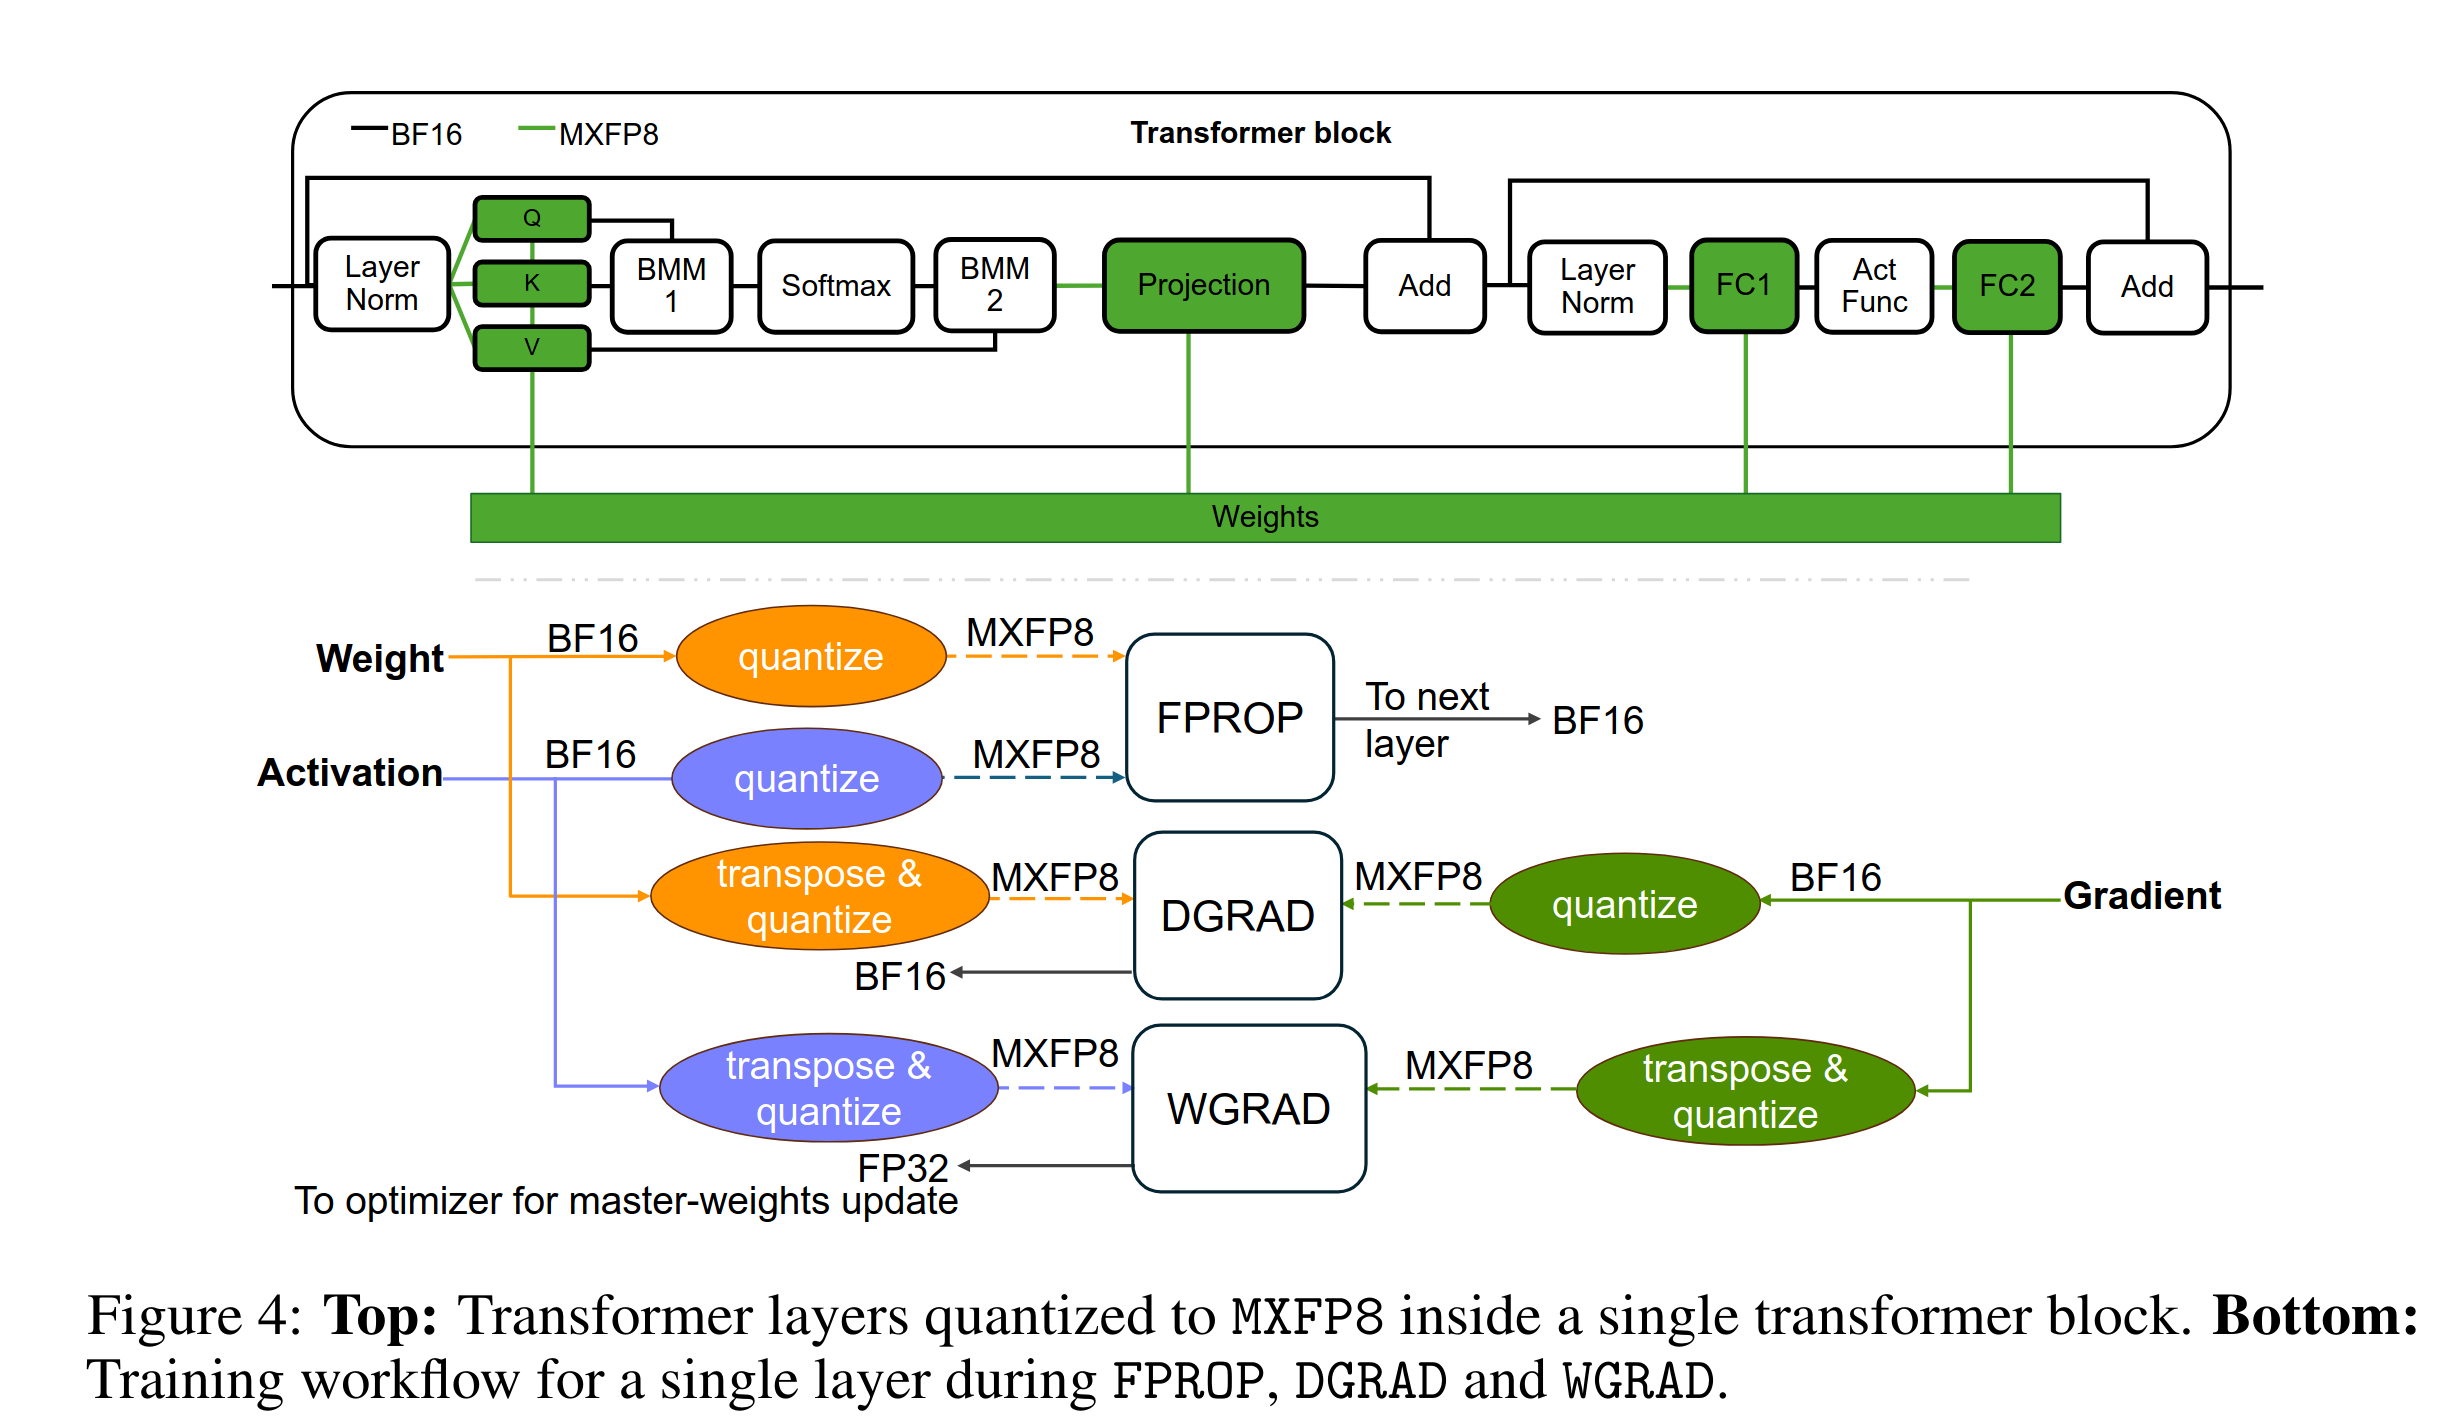 BF16
MXFP8
Transformer block
Layer
Norm
Q
K
V
BMM
1
Softmax
BMM
2
Projection
Add
Layer
Norm
FC1
Act
Func
FC2
Add
Weights
Weight
BF16
quantize
MXFP8
FPROP
To next
layer
BF16
Activation
BF16
quantize
MXFP8
transpose &
quantize
MXFP8
DGRAD
MXFP8
quantize
BF16
Gradient
BF16
transpose &
quantize
MXFP8
WGRAD
MXFP8
transpose &
quantize
FP32
To optimizer for master-weights update
Figure 4: Top: Transformer layers quantized to MXFP8 inside a single transformer block. Bottom:
Training workflow for a single layer during FPROP, DGRAD and WGRAD.